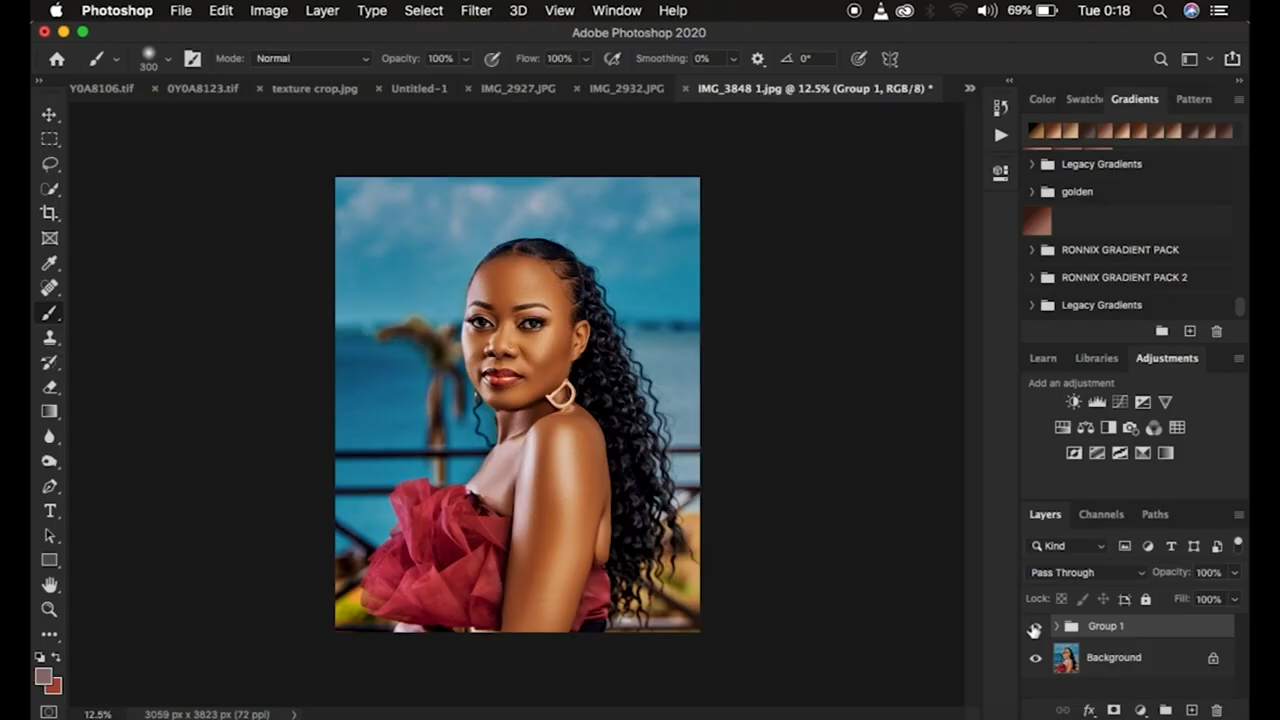 Photoshop File Edit Image Layer Type Select Filter 3D View Window Help 69% Tue 0:18
Adobe Photoshop 2020
300 Mode: Normal Opacity: 100% Flow: 100% Smoothing: 0% 0°
Y0A8106.tif × 0Y0A8123.tif × texture crop.jpg × Untitled-1 × IMG_2927.JPG × IMG_2932.JPG × IMG_3848 1.jpg @ 12.5% (Group 1, RGB/8) *
Color Swatch Gradients Pattern
Legacy Gradients
golden
RONNIX GRADIENT PACK
RONNIX GRADIENT PACK 2
Legacy Gradients
Learn Libraries Adjustments
Add an adjustment
Layers Channels Paths
Kind
Pass Through Opacity: 100%
Lock: Fill: 100%
Group 1
Background
12.5% 3059 px x 3823 px (72 ppi)